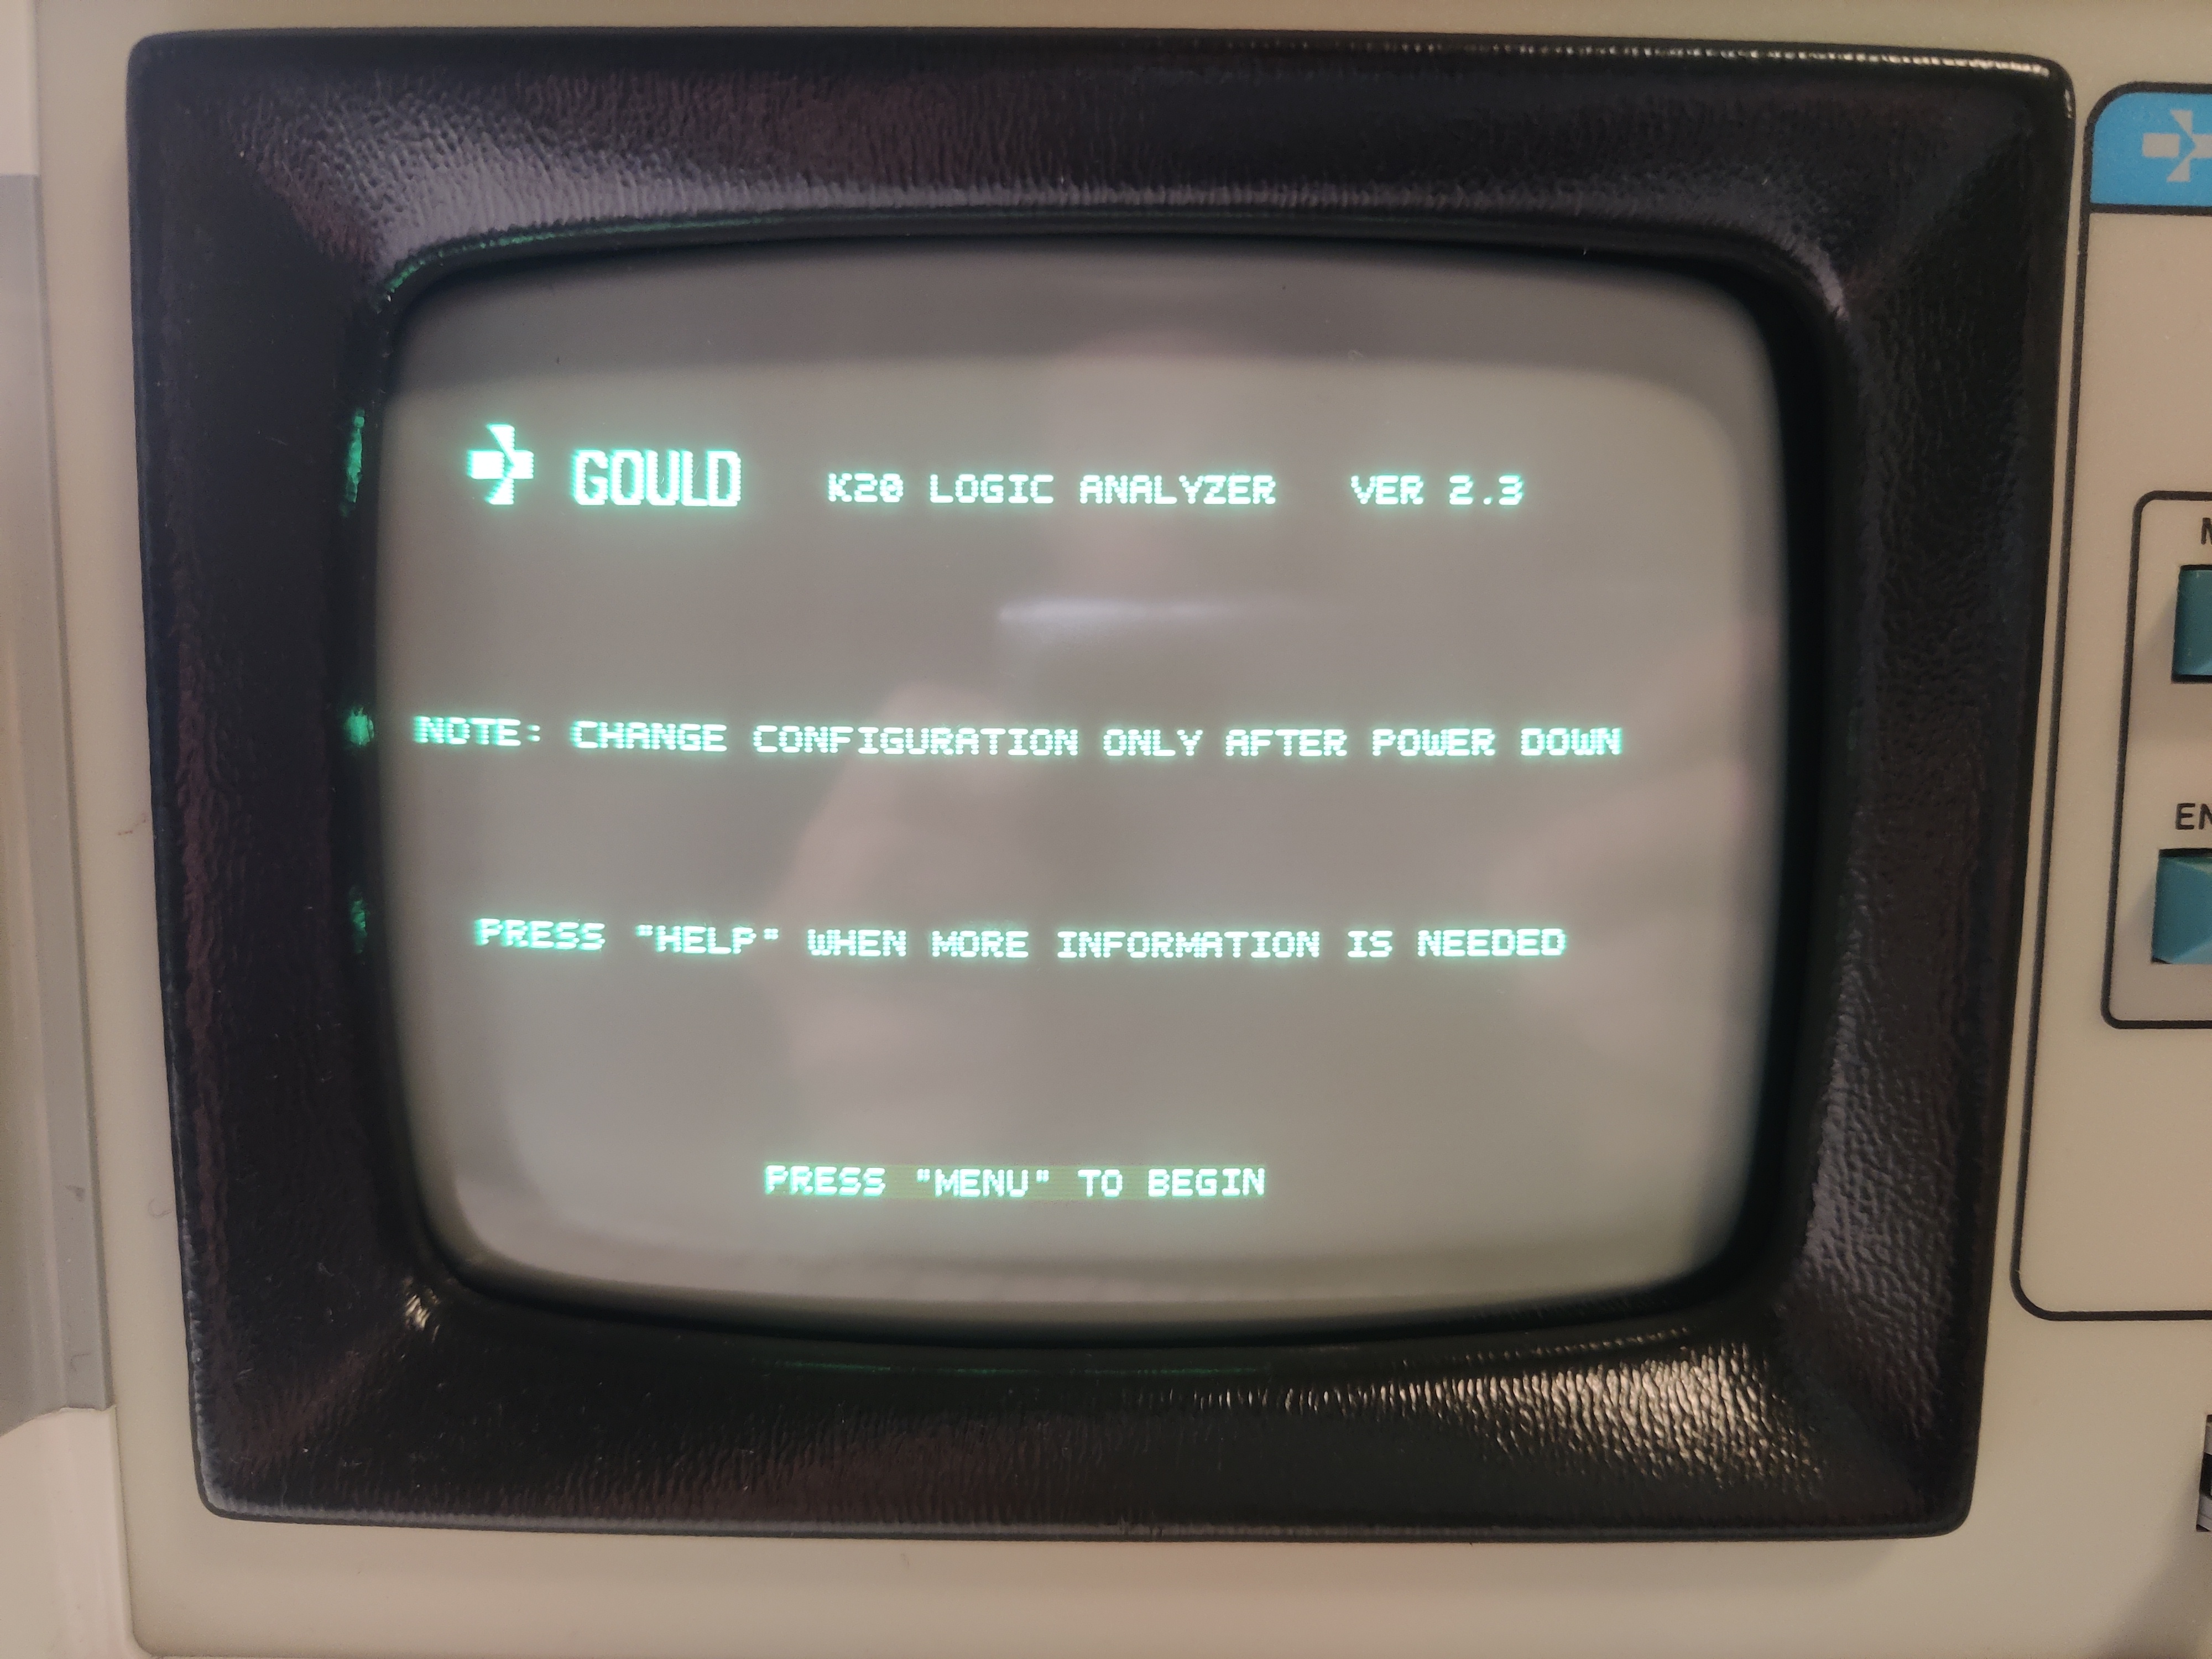 GOULD K20 LOGIC ANALYZER VER 2.3
NOTE: CHANGE CONFIGURATION ONLY AFTER POWER DOWN
PRESS "HELP" WHEN MORE INFORMATION IS NEEDED
PRESS "MENU" TO BEGIN